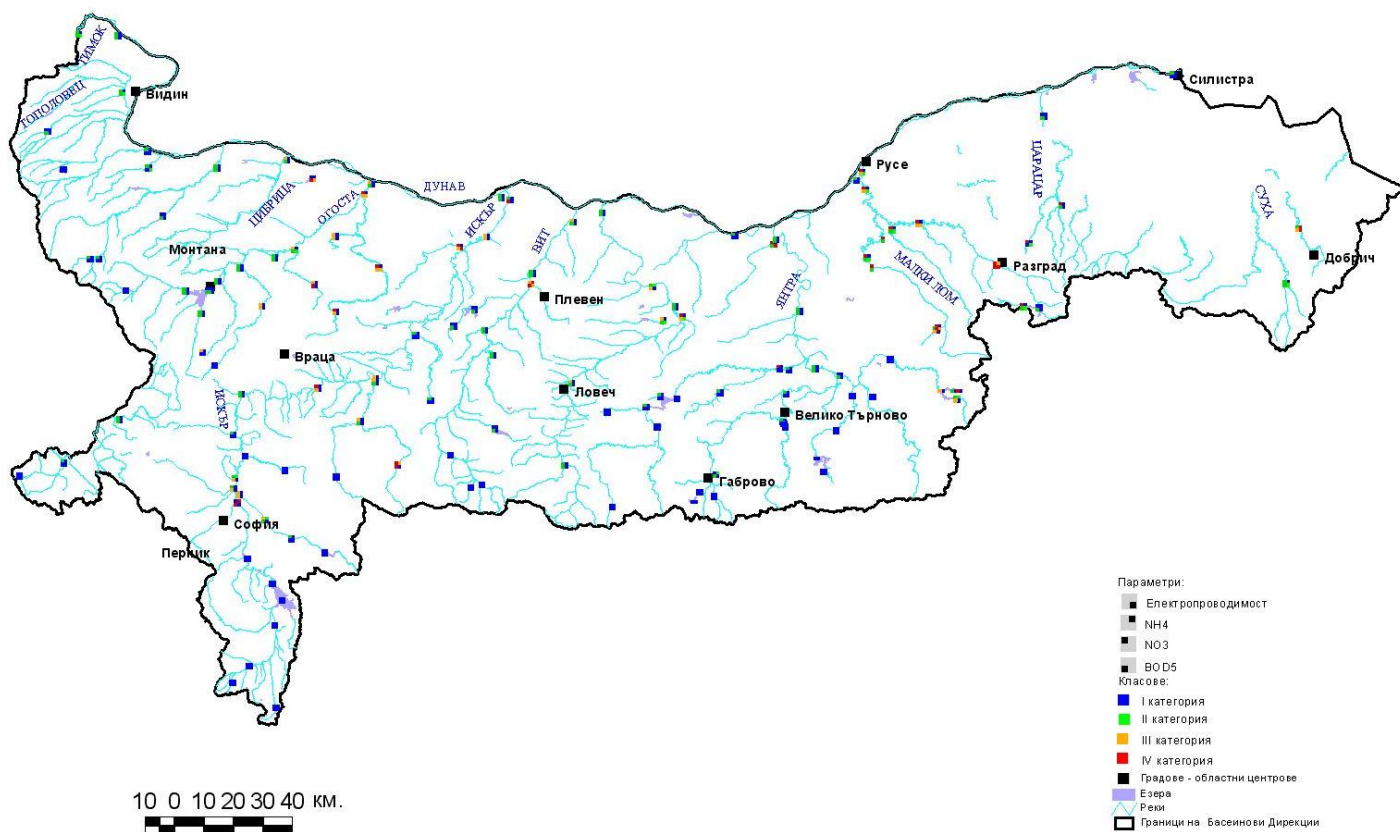 ТИМОК
ТОПОЛОВЕЦ
Видин
Силистра
Русе
ЦАРАЦАР
ДУНАВ
ЦИБРИЦА
ОГОСТА
ИСКЪР
ВИТ
СУХА
Монтана
МАЛКИ ЛОМ
Разград
Добрич
ЯНТРА
Плевен
Враца
Ловеч
ИСКЪР
Велико Търново
Габрово
София
Перник
Параметри:
Електропроводимост
NH4
NO3
BOD5
Класове:
I категория
II категория
III категория
IV категория
Градове - областни центрове
Езера
Реки
Граници на Басеинови Дирекции
10 0 10 20 30 40 км.